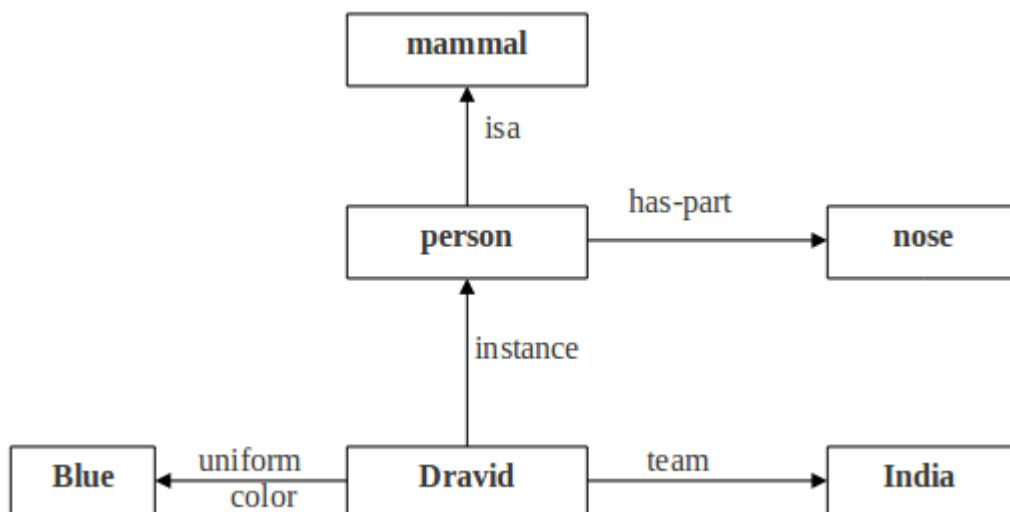 mammal
isa
person
has-part
nose
instance
Blue
uniform
color
Dravid
team
India